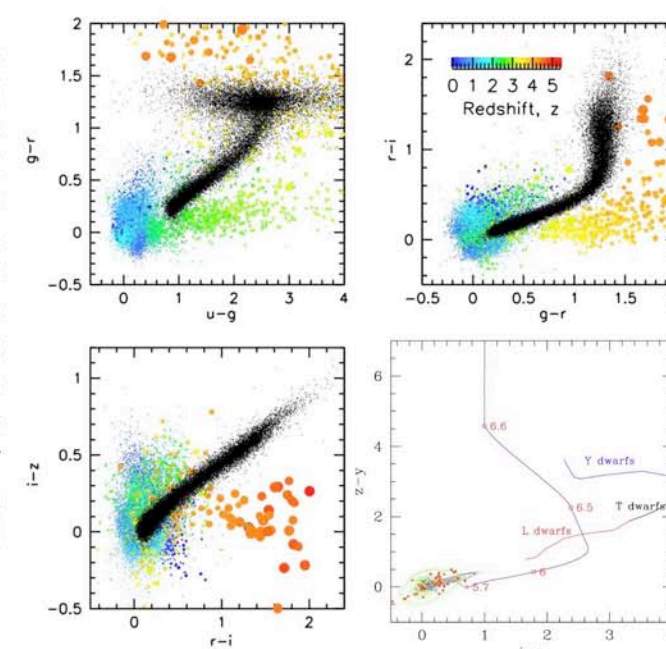 2
1.5
1
0.5
0
-0.5
g-r
0 1 2 3 4
u-g
2
1
0
r-i
0 1 2 3 4 5
Redshift, z
-0.5 0 0.5 1 1.5
g-r
1
0.5
0
-0.5
i-z
0 1 2
r-i
6
4
2
0
z-y
6.6
Y dwarfs
6.5
T dwarfs
L dwarfs
6
5.7
0 1 2 3